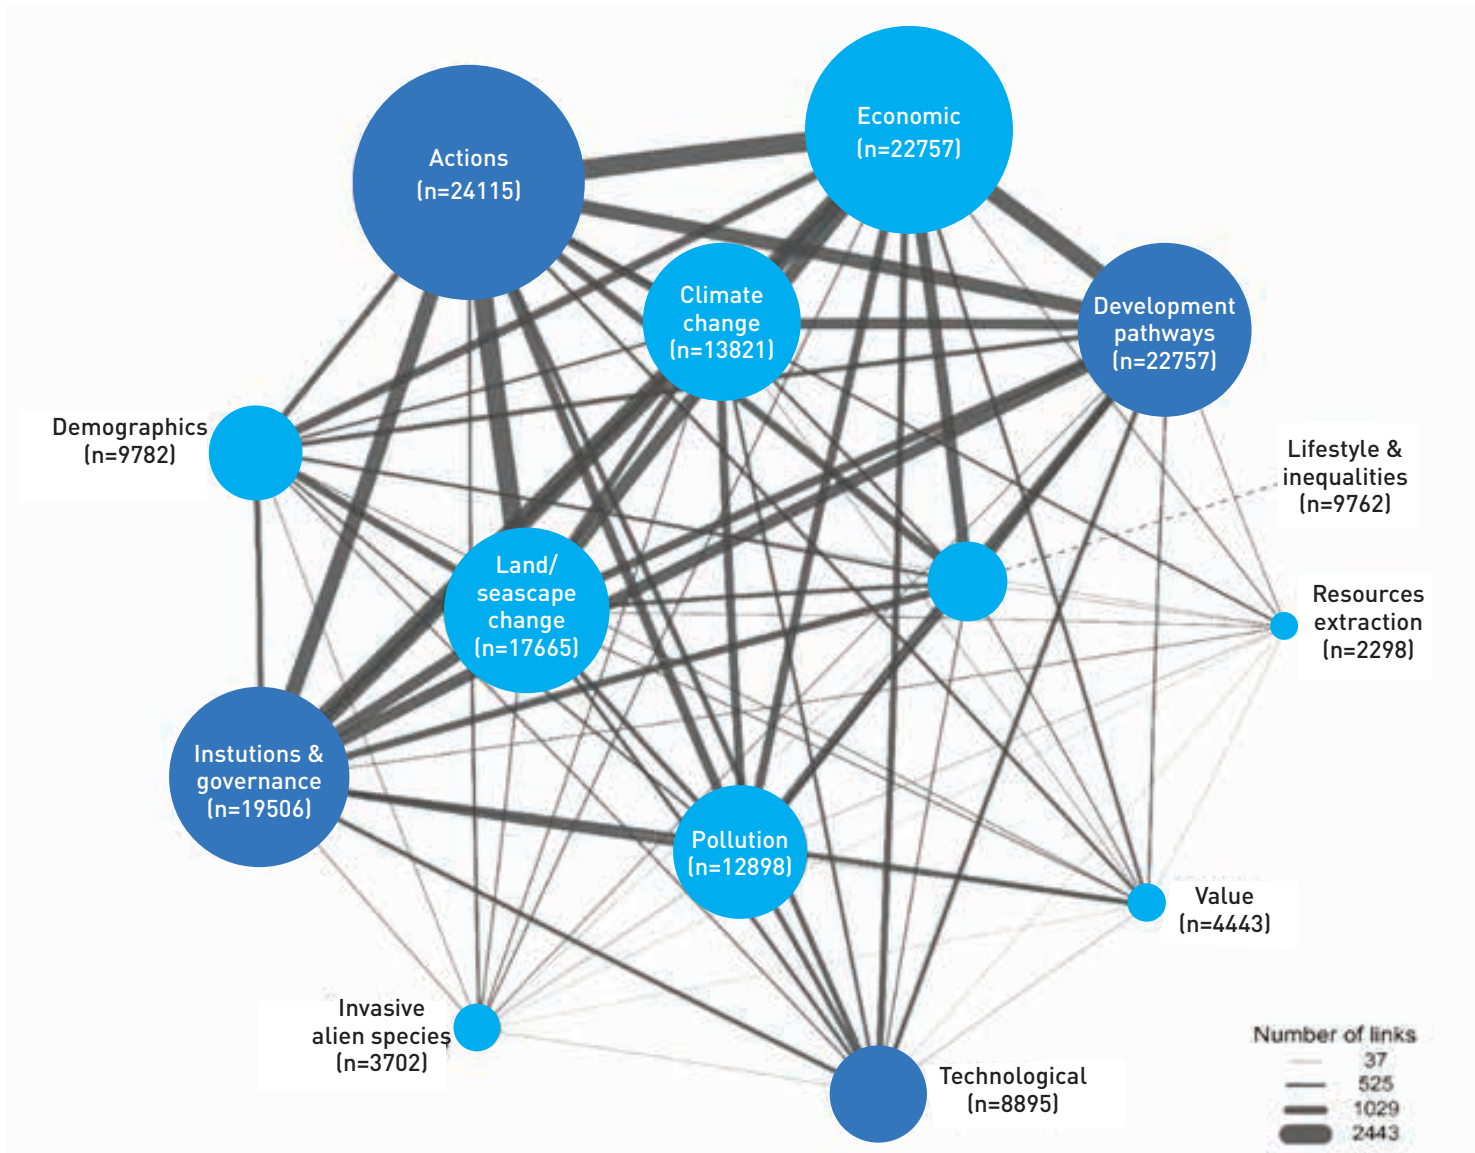 Economic
(n=22757)
Actions
(n=24115)
Climate
change
(n=13821)
Development
pathways
(n=22757)
Demographics
(n=9782)
Lifestyle &
inequalities
(n=9762)
Land/
seascape
change
(n=17665)
Resources
extraction
(n=2298)
Instutions &
governance
(n=19506)
Pollution
(n=12898)
Value
(n=4443)
Invasive
alien species
(n=3702)
Technological
(n=8895)
Number of links
37
525
1029
2443